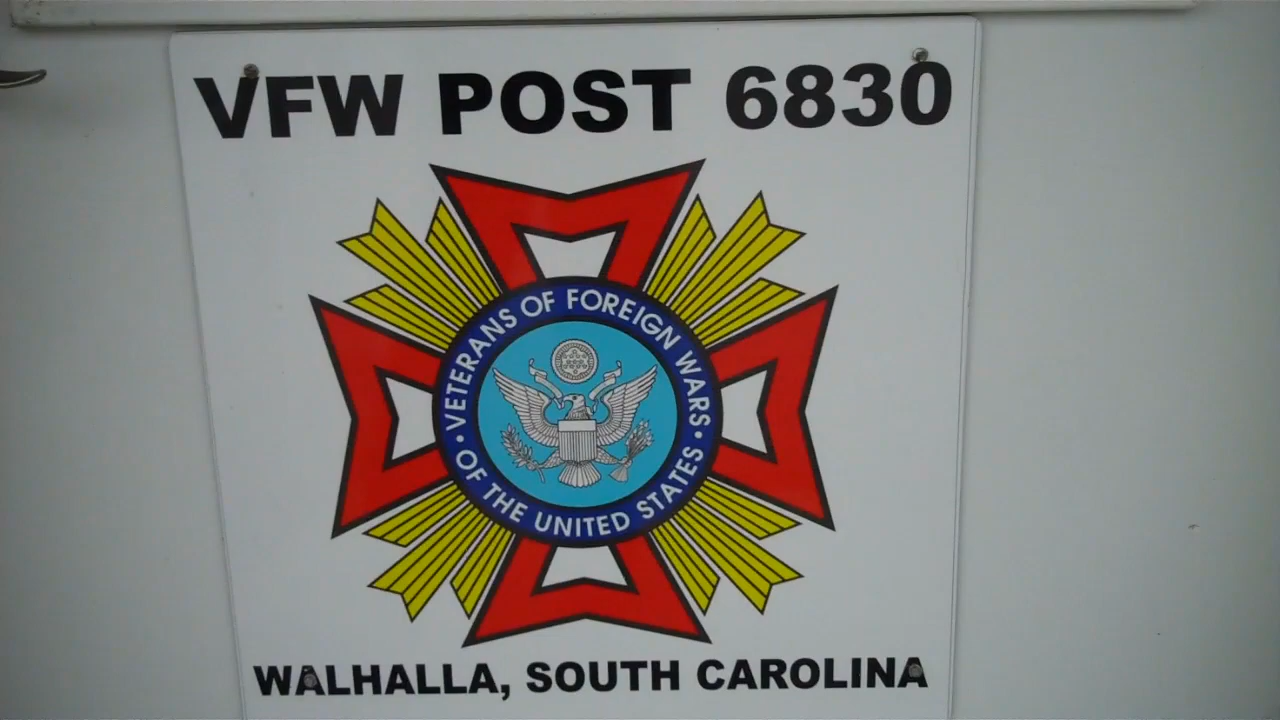 VFW POST 6830
VETERANS OF FOREIGN WARS
OF THE UNITED STATES
WALHALLA, SOUTH CAROLINA